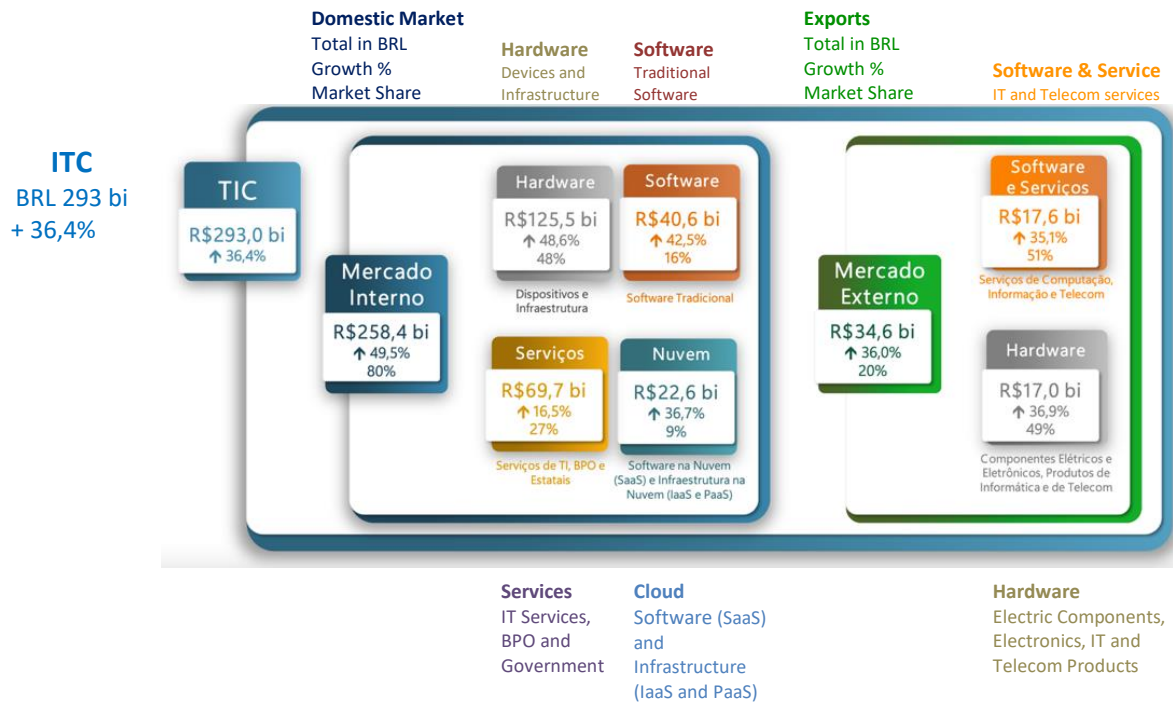 Domestic Market
Total in BRL
Growth %
Market Share
Hardware
Devices and
Infrastructure
Software
Traditional
Software
Exports
Total in BRL
Growth %
Market Share
Software & Service
IT and Telecom services
ITC
BRL 293 bi
+ 36,4%
TIC
R$293,0 bi
↑ 36,4%
Mercado
Interno
R$258,4 bi
↑ 49,5%
80%
Hardware
R$125,5 bi
↑ 48,6%
48%
Dispositivos e
Infraestrutura
Software
R$40,6 bi
↑ 42,5%
16%
Software Tradicional
Serviços
R$69,7 bi
↑ 16,5%
27%
Serviços de TI, BPO e
Estatais
Nuvem
R$22,6 bi
↑ 36,7%
9%
Software na Nuvem
(SaaS) e Infraestrutura na
Nuvem (IaaS e PaaS)
Mercado
Externo
R$34,6 bi
↑ 36,0%
20%
Software
e Serviços
R$17,6 bi
↑ 35,1%
51%
Serviços de Computação,
Informação e Telecom
Hardware
R$17,0 bi
↑ 36,9%
49%
Componentes Elétricos e
Eletrônicos, Produtos de
Informática e de Telecom
Services
IT Services,
BPO and
Government
Cloud
Software (SaaS)
and
Infrastructure
(IaaS and PaaS)
Hardware
Electric Components,
Electronics, IT and
Telecom Products